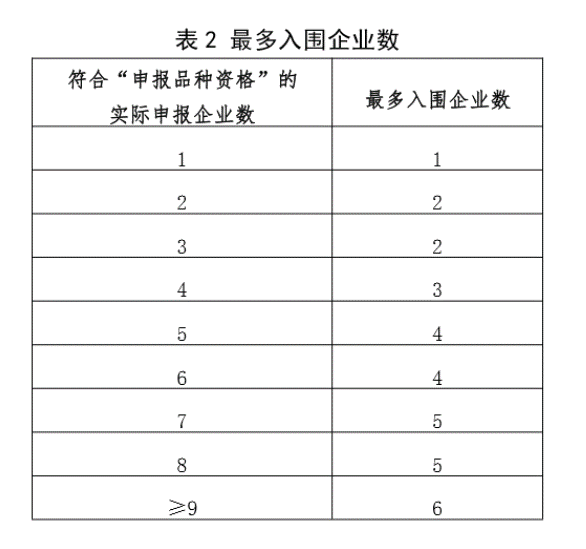 表 2 最多入围企业数
符合“申报品种资格”的
实际申报企业数
最多入围企业数
1 1
2 2
3 2
4 3
5 4
6 4
7 5
8 5
≥9 6